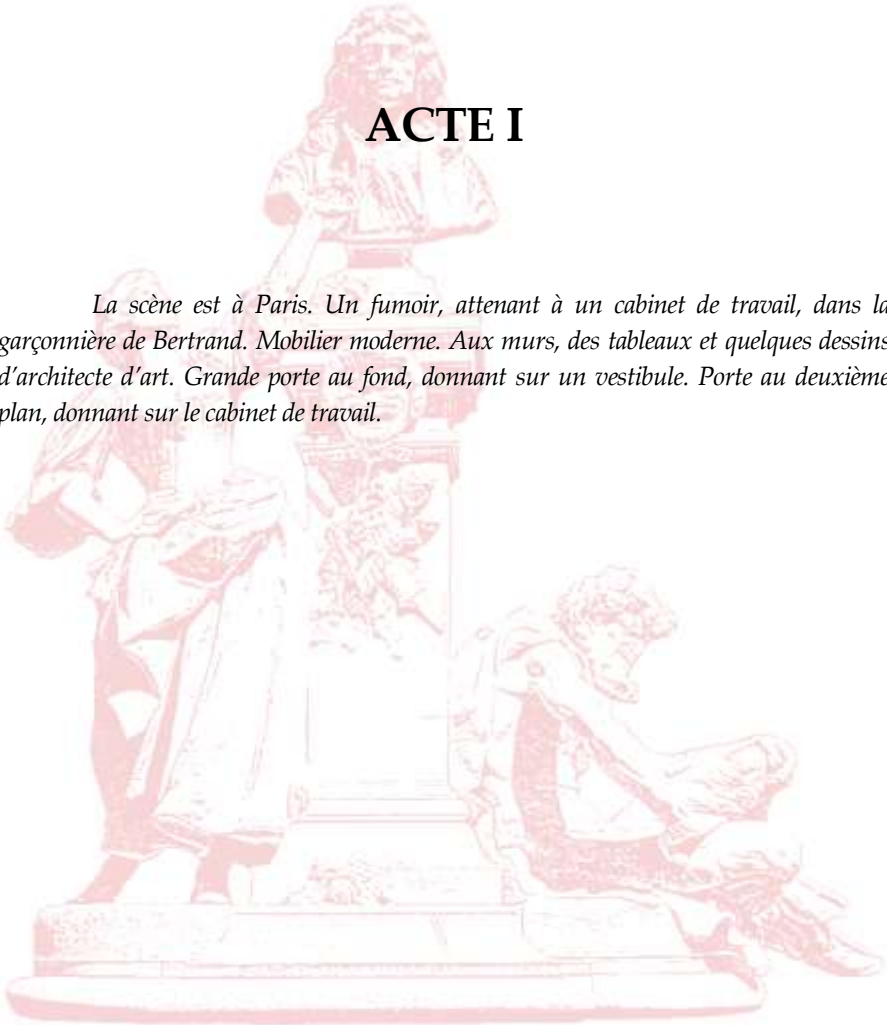 ACTE I
La scène est à Paris. Un fumoir, attenant à un cabinet de travail, dans la
garçonnière de Bertrand. Mobilier moderne. Aux murs, des tableaux et quelques dessins
d’architecte d’art. Grande porte au fond, donnant sur un vestibule. Porte au deuxième
plan, donnant sur le cabinet de travail.